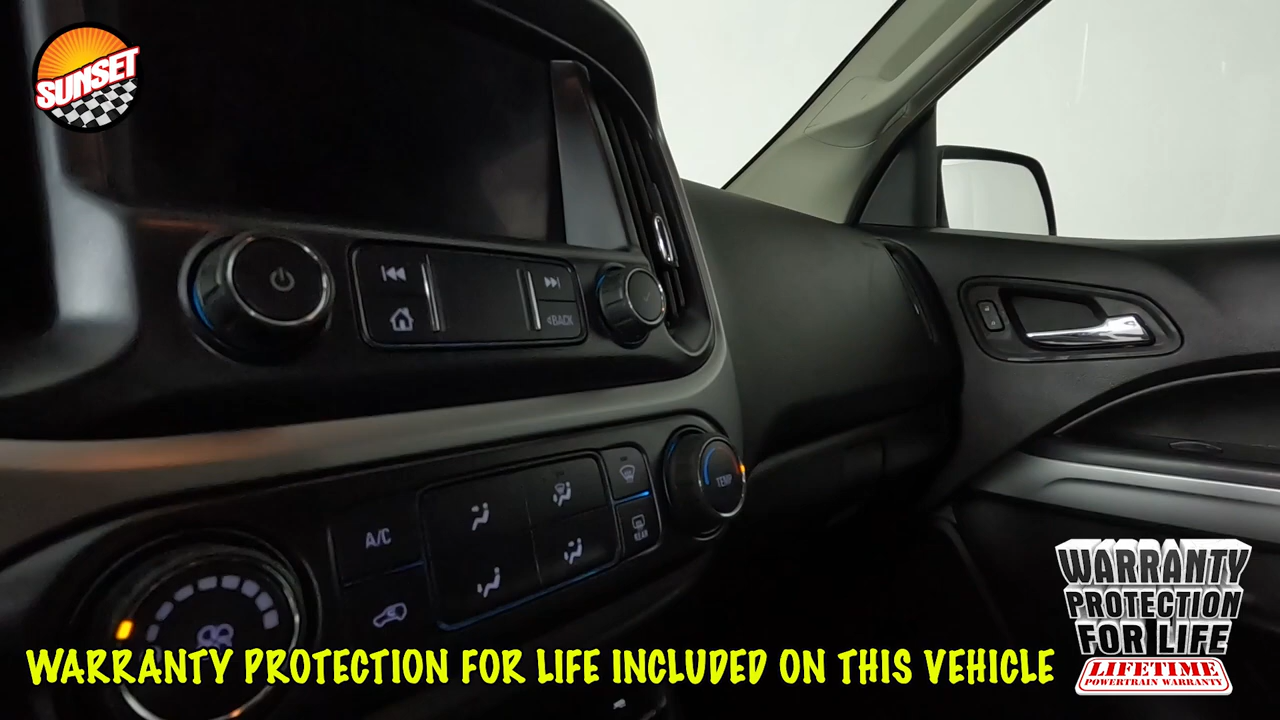 SUNSET
BACK
A/C
TEMP
REAR
WARRANTY
PROTECTION
FOR LIFE
LIFETIME
POWERTRAIN WARRANTY
WARRANTY PROTECTION FOR LIFE INCLUDED ON THIS VEHICLE